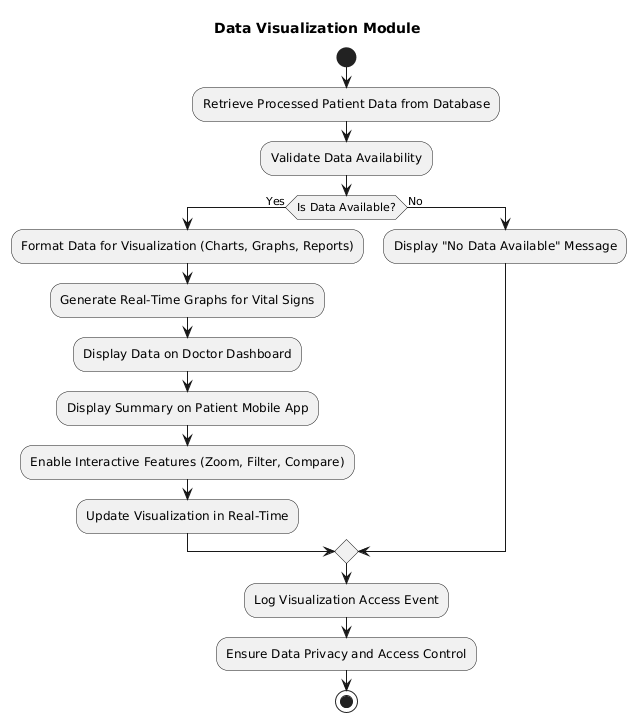 Data Visualization Module
Retrieve Processed Patient Data from Database
Validate Data Availability
Yes
Is Data Available?
No
Format Data for Visualization (Charts, Graphs, Reports)
Display "No Data Available" Message
Generate Real-Time Graphs for Vital Signs
Display Data on Doctor Dashboard
Display Summary on Patient Mobile App
Enable Interactive Features (Zoom, Filter, Compare)
Update Visualization in Real-Time
Log Visualization Access Event
Ensure Data Privacy and Access Control